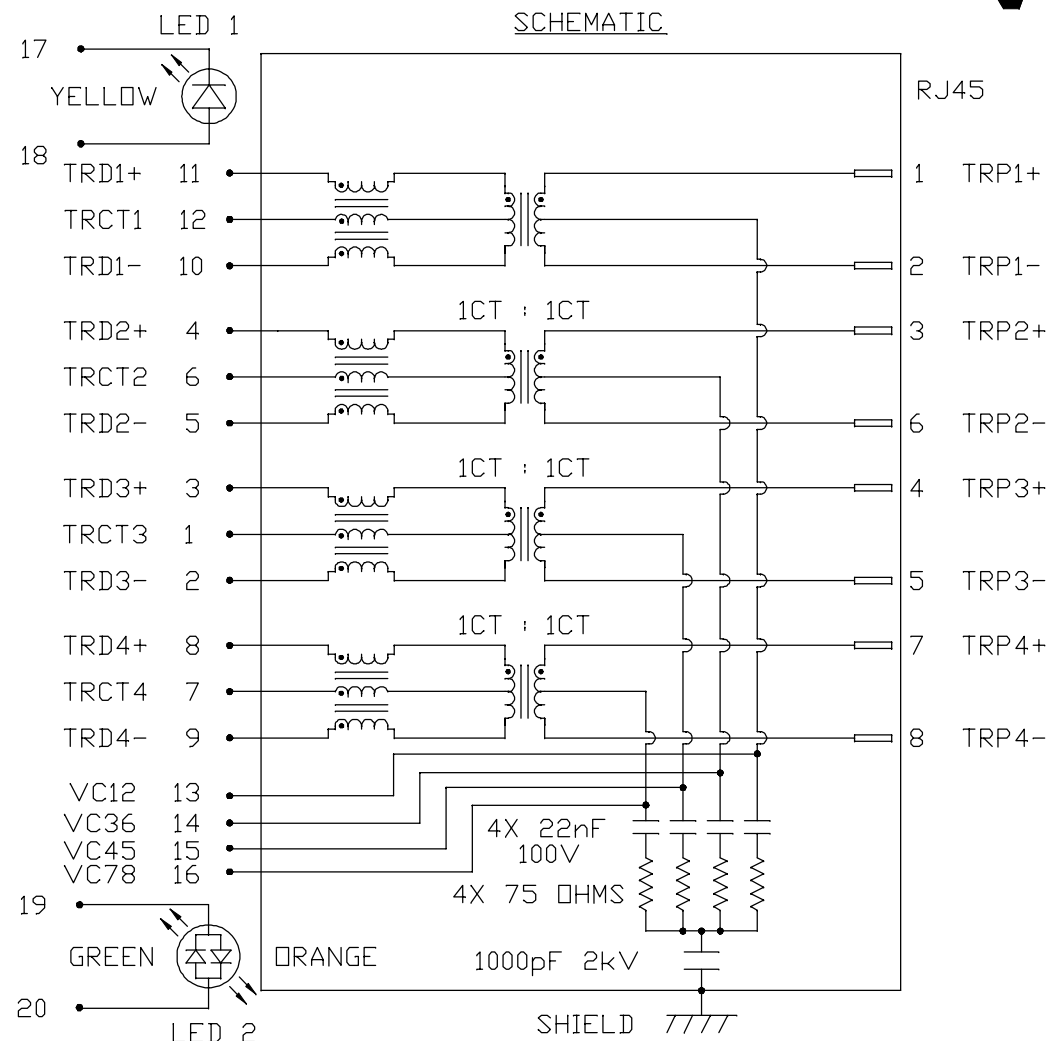 SCHEMATIC
LED 1
17
YELLOW
18
RJ45
TRD1+ 11 1 TRP1+
TRCT1 12
TRD1- 10 2 TRP1-
1CT : 1CT
TRD2+ 4 3 TRP2+
TRCT2 6
TRD2- 5 6 TRP2-
1CT : 1CT
TRD3+ 3 4 TRP3+
TRCT3 1
TRD3- 2 5 TRP3-
1CT : 1CT
TRD4+ 8 7 TRP4+
TRCT4 7
TRD4- 9 8 TRP4-
VC12 13
VC36 14
VC45 15
VC78 16
4X 22nF
100V
4X 75 OHMS
19
GREEN ORANGE
1000pF 2kV
20
LED 2
SHIELD